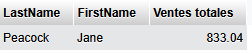 LastName FirstName Ventes totales
Peacock Jane 833.04